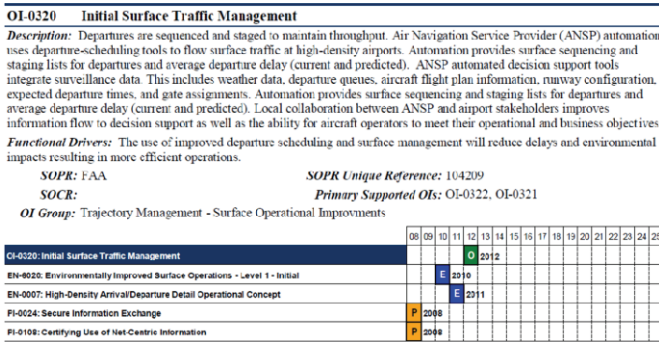 OI-0320 Initial Surface Traffic Management
Description: Departures are sequenced and staged to maintain throughput. Air Navigation Service Provider (ANSP) automation
uses departure-scheduling tools to flow surface traffic at high-density airports. Automation provides surface sequencing and
staging lists for departures and average departure delay (current and predicted). ANSP automated decision support tools
integrate surveillance data. This includes weather data, departure queues, aircraft flight plan information, runway configuration,
expected departure times, and gate assignments. Automation provides surface sequencing and staging lists for departures and
average departure delay (current and predicted). Local collaboration between ANSP and airport stakeholders improves
information flow to decision support as well as the ability for aircraft operators to meet their operational and business objectives
Functional Drivers: The use of improved departure scheduling and surface management will reduce delays and environmental
impacts resulting in more efficient operations.
SOPR: FAA SOPR Unique Reference: 104209
SOCR: Primary Supported OIs: OI-0322, OI-0321
OI Group: Trajectory Management - Surface Operational Improvments
08 09 10 11 12 13 14 15 16 17 18 19 20 21 22 23 24 25
OI-0320: Initial Surface Traffic Management O 2012
EN-6020: Environmentally Improved Surface Operations - Level 1 - Initial E 2010
EN-0007: High-Density Arrival/Departure Detail Operational Concept E 2011
PI-0024: Secure Information Exchange P 2008
PI-0108: Certifying Use of Net-Centric Information P 2008